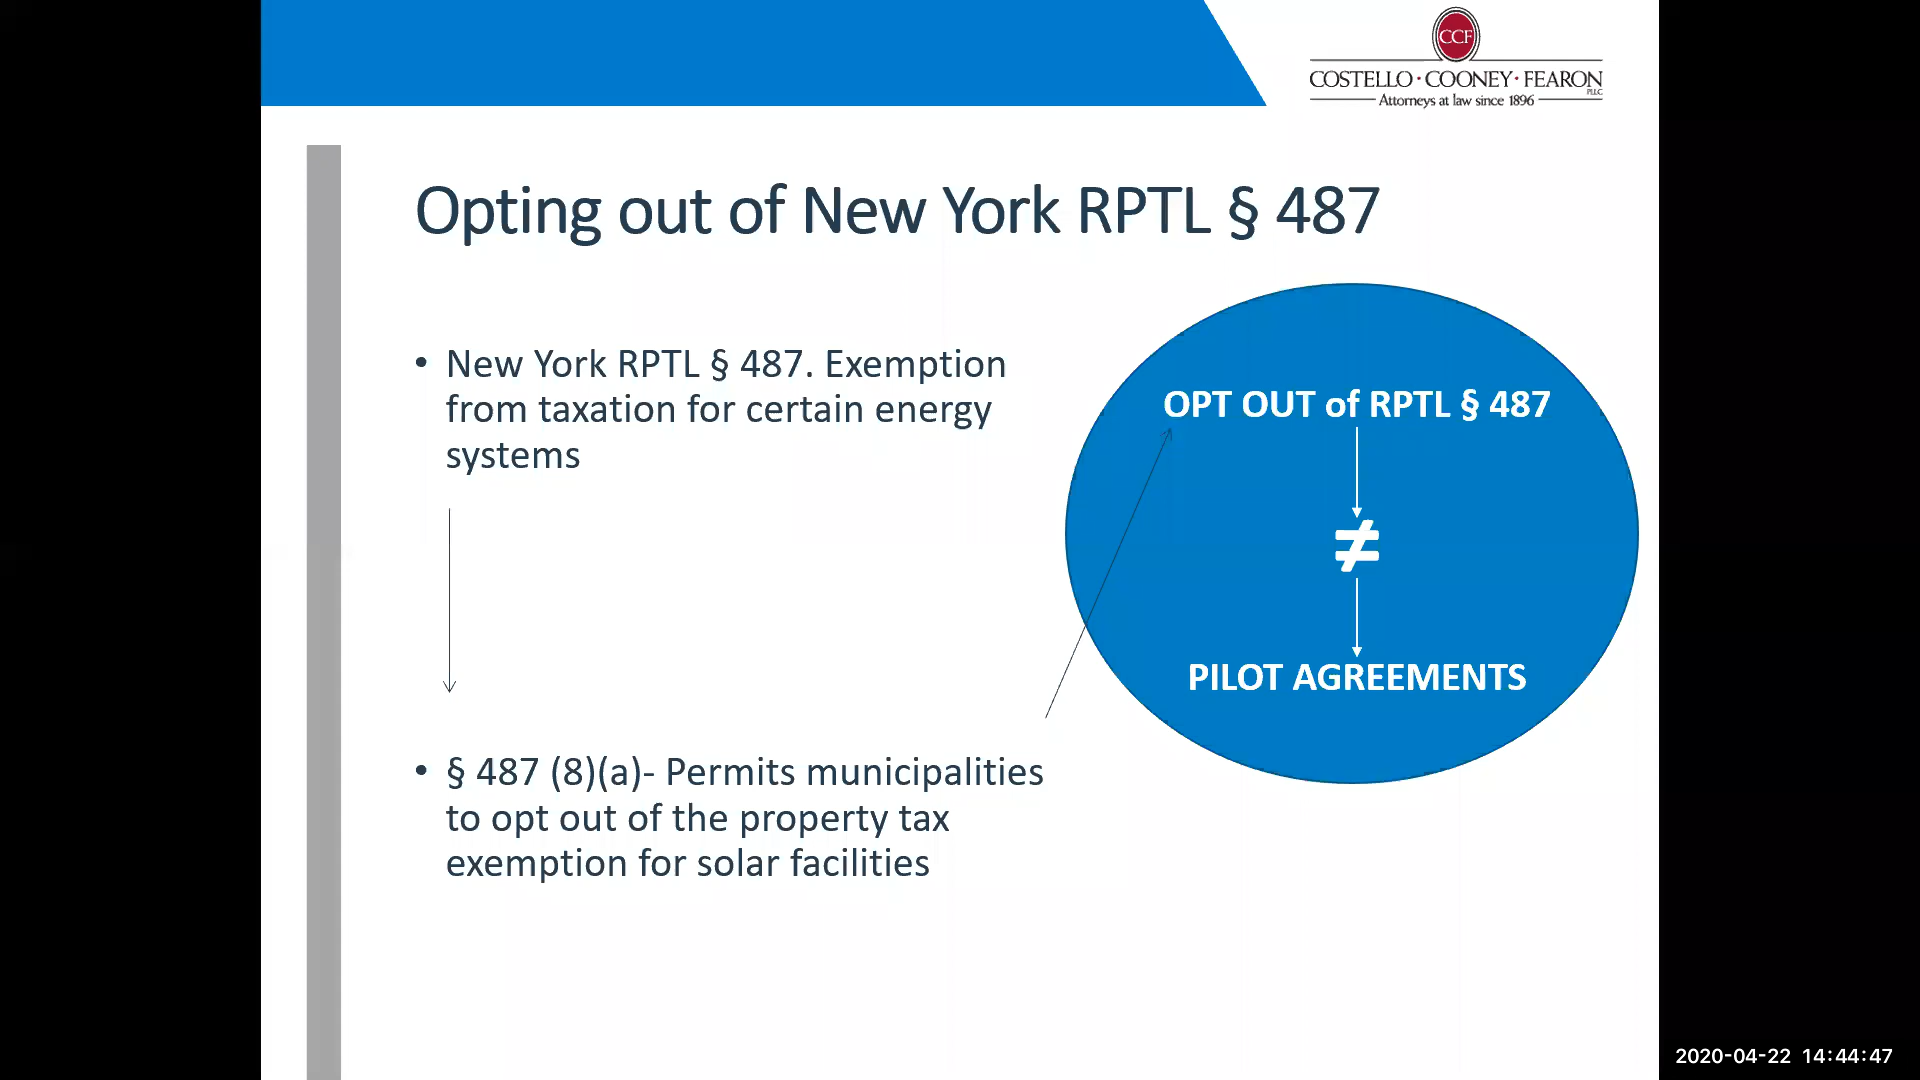 CCF
COSTELLO · COONEY · FEARON
PLLC
Attorneys at law since 1896
Opting out of New York RPTL § 487
• New York RPTL § 487. Exemption
from taxation for certain energy
systems
• § 487 (8)(a)- Permits municipalities
to opt out of the property tax
exemption for solar facilities
OPT OUT of RPTL § 487
≠
PILOT AGREEMENTS
2020-04-22 14:44:47